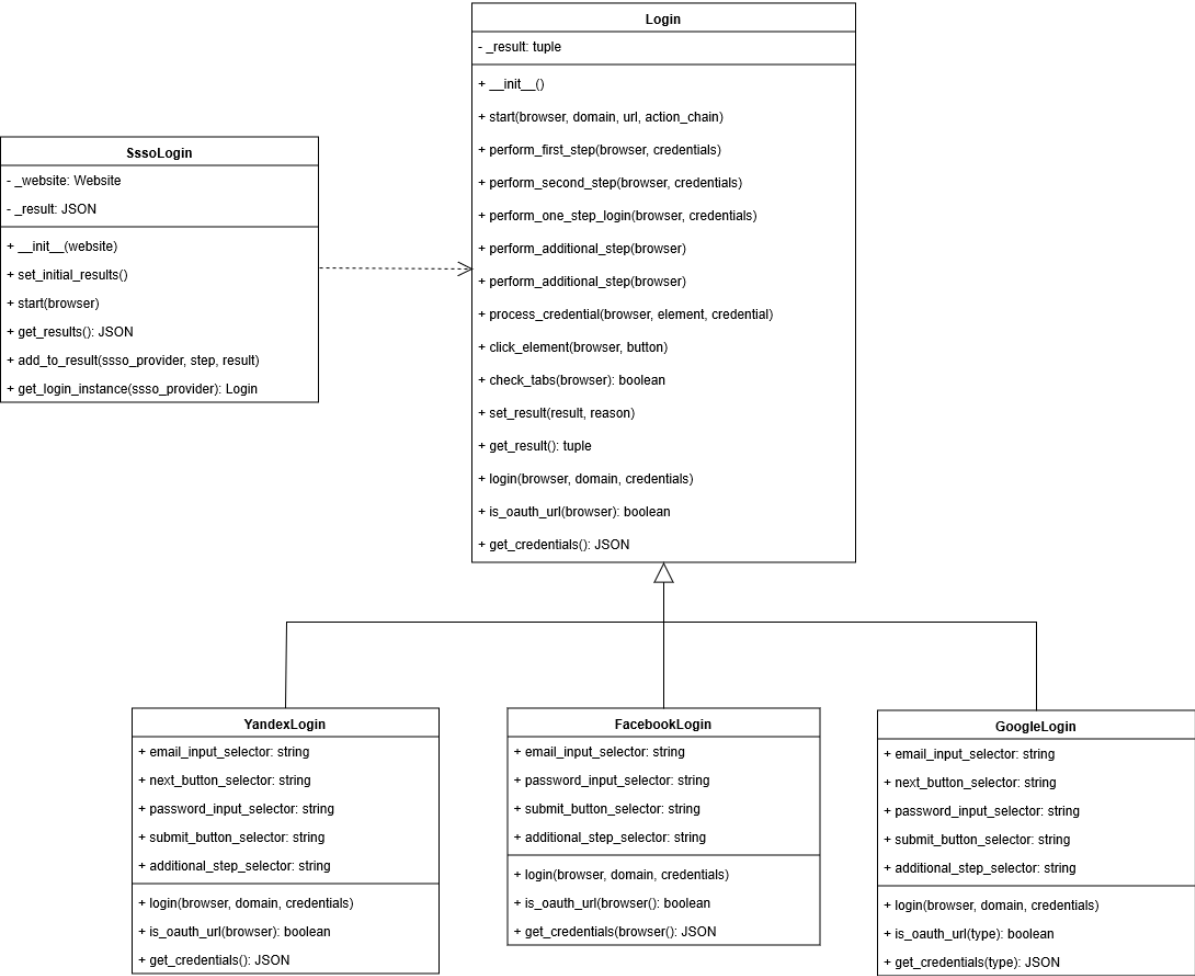 Login
- _result: tuple
+ __init__()
+ start(browser, domain, url, action_chain)
+ perform_first_step(browser, credentials)
+ perform_second_step(browser, credentials)
+ perform_one_step_login(browser, credentials)
+ perform_additional_step(browser)
+ perform_additional_step(browser)
+ process_credential(browser, element, credential)
+ click_element(browser, button)
+ check_tabs(browser): boolean
+ set_result(result, reason)
+ get_result(): tuple
+ login(browser, domain, credentials)
+ is_oauth_url(browser): boolean
+ get_credentials(): JSON
SssoLogin
- _website: Website
- _result: JSON
+ __init__(website)
+ set_initial_results()
+ start(browser)
+ get_results(): JSON
+ add_to_result(ssso_provider, step, result)
+ get_login_instance(ssso_provider): Login
YandexLogin
+ email_input_selector: string
+ next_button_selector: string
+ password_input_selector: string
+ submit_button_selector: string
+ additional_step_selector: string
+ login(browser, domain, credentials)
+ is_oauth_url(browser): boolean
+ get_credentials(): JSON
FacebookLogin
+ email_input_selector: string
+ password_input_selector: string
+ submit_button_selector: string
+ additional_step_selector: string
+ login(browser, domain, credentials)
+ is_oauth_url(browser(): boolean
+ get_credentials(browser(): JSON
GoogleLogin
+ email_input_selector: string
+ next_button_selector: string
+ password_input_selector: string
+ submit_button_selector: string
+ additional_step_selector: string
+ login(browser, domain, credentials)
+ is_oauth_url(type): boolean
+ get_credentials(type): JSON